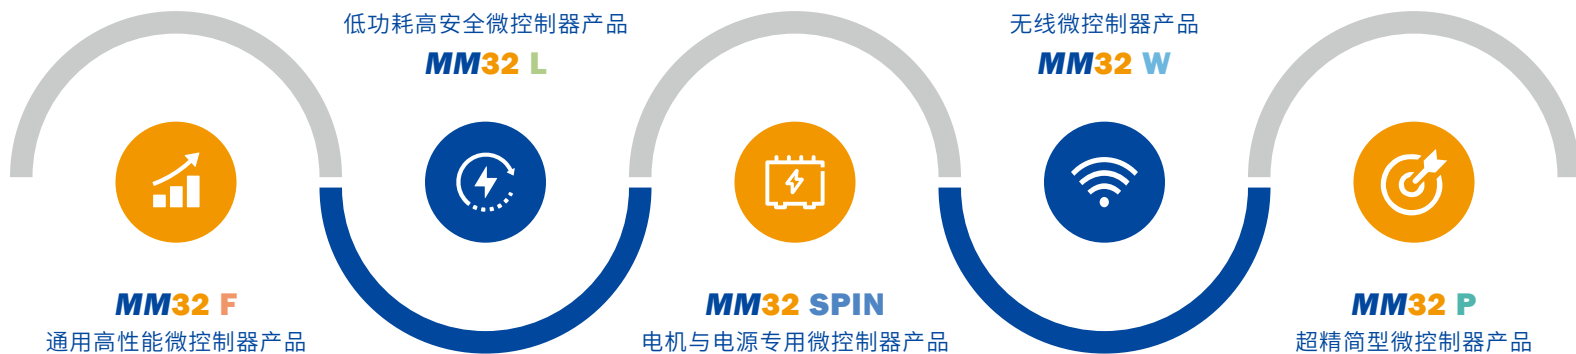 MM32 F
通用高性能微控制器产品
低功耗高安全微控制器产品
MM32 L
MM32 SPIN
电机与电源专用微控制器产品
无线微控制器产品
MM32 W
MM32 P
超精简型微控制器产品